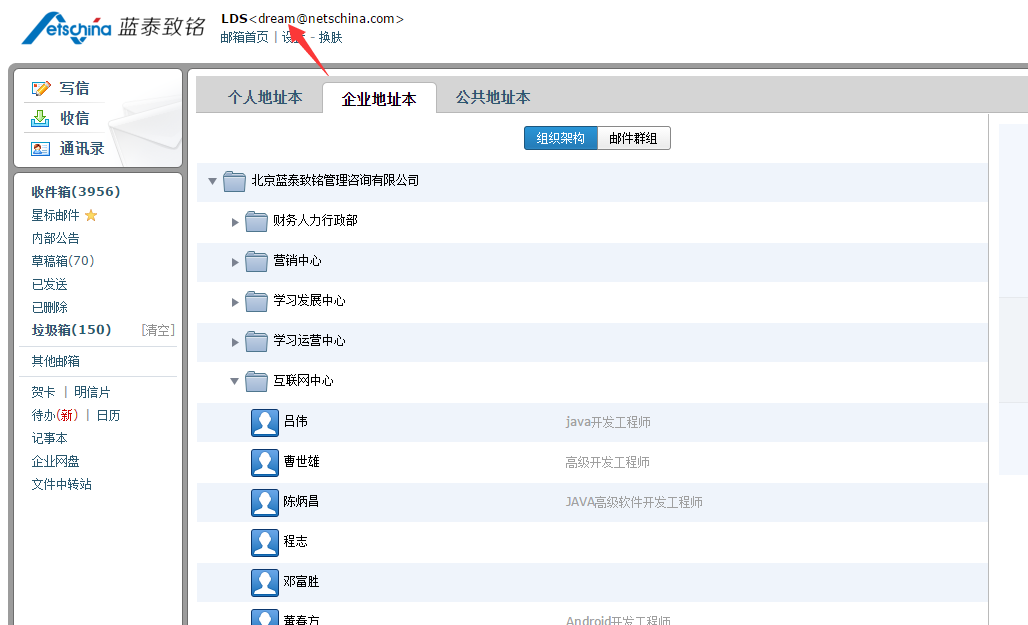 Netschina 蓝泰致铭
LDS<dream@netschina.com>
邮箱首页 | 设置 - 换肤
写信
收信
通讯录
收件箱(3956)
星标邮件
内部公告
草稿箱(70)
已发送
已删除
垃圾箱(150) [清空]
其他邮箱
贺卡 | 明信片
待办(新) | 日历
记事本
企业网盘
文件中转站
个人地址本 企业地址本 公共地址本
组织架构 邮件群组
北京蓝泰致铭管理咨询有限公司
财务人力行政部
营销中心
学习发展中心
学习运营中心
互联网中心
吕伟 java开发工程师
曹世雄 高级开发工程师
陈炳昌 JAVA高级软件开发工程师
程志
邓富胜
董春方 Android开发工程师